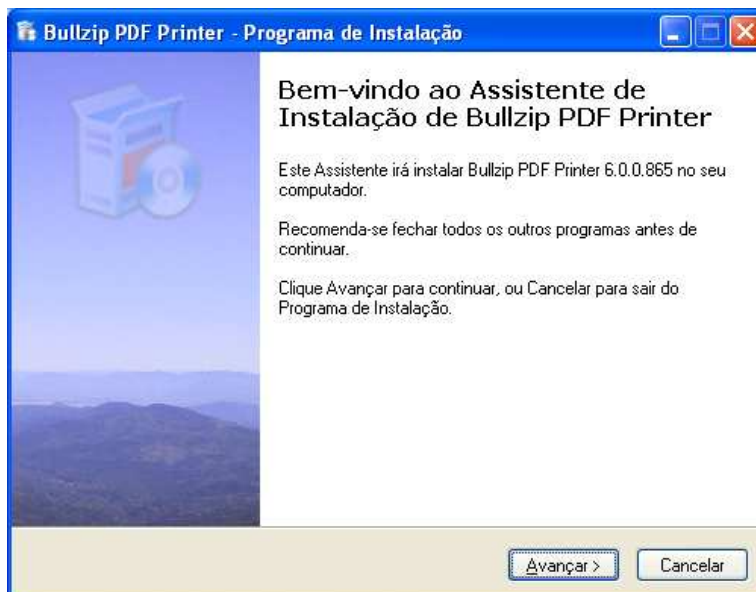 Bullzip PDF Printer - Programa de Instalação
Bem-vindo ao Assistente de
Instalação de Bullzip PDF Printer
Este Assistente irá instalar Bullzip PDF Printer 6.0.0.865 no seu
computador.
Recomenda-se fechar todos os outros programas antes de
continuar.
Clique Avançar para continuar, ou Cancelar para sair do
Programa de Instalação.
Avançar >
Cancelar